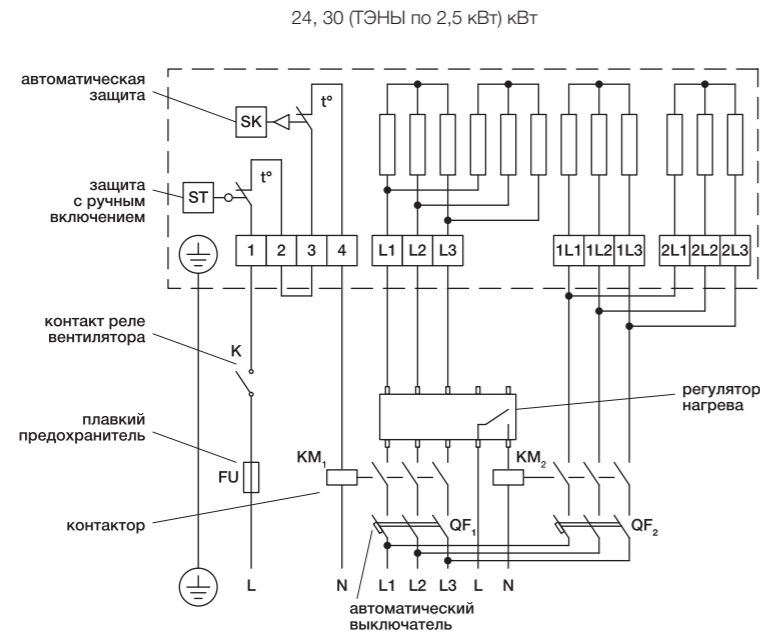 24, 30 (ТЭНЫ по 2,5 кВт) кВт
автоматическая
защита
SK
t°
защита
с ручным
включением
ST
t°
1 2 3 4
L1 L2 L3
1L1 1L2 1L3
2L1 2L2 2L3
контакт реле
вентилятора
K
регулятор
нагрева
плавкий
предохранитель
FU
KM₁
KM₂
контактор
QF₁
QF₂
L N L1 L2 L3 L N
автоматический
выключатель